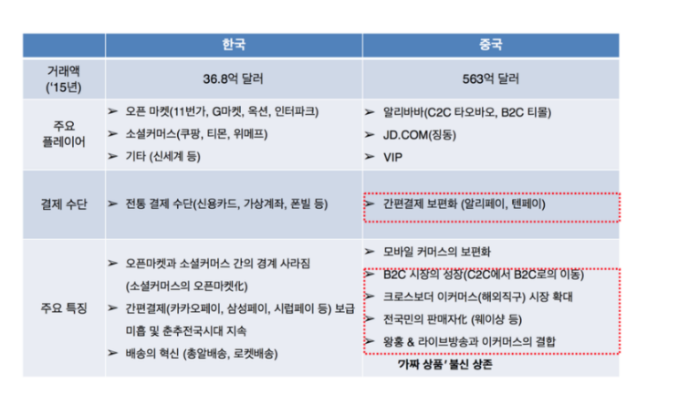 한국
중국
거래액
('15년)
36.8억 달러
563억 달러
주요
플레이어
➢ 오픈 마켓(11번가, G마켓, 옥션, 인터파크)
➢ 소셜커머스(쿠팡, 티몬, 위메프)
➢ 기타 (신세계 등)
➢ 알리바바(C2C 타오바오, B2C 티몰)
➢ JD.COM(징동)
➢ VIP
결제 수단
➢ 전통 결제 수단(신용카드, 가상계좌, 폰빌 등)
➢ 간편결제 보편화 (알리페이, 텐페이)
주요 특징
➢ 오픈마켓과 소셜커머스 간의 경계 사라짐
(소셜커머스의 오픈마켓化)
➢ 간편결제(카카오페이, 삼성페이, 시럽페이 등) 보급
미흡 및 춘추전국시대 지속
➢ 배송의 혁신 (총알배송, 로켓배송)
➢ 모바일 커머스의 보편화
➢ B2C 시장의 성장(C2C에서 B2C로의 이동)
➢ 크로스보더 이커머스(해외직구) 시장 확대
➢ 전국민의 판매자化 (웨이샹 등)
➢ 왕홍 & 라이브방송과 이커머스의 결합
'가짜 상품' 불신 상존